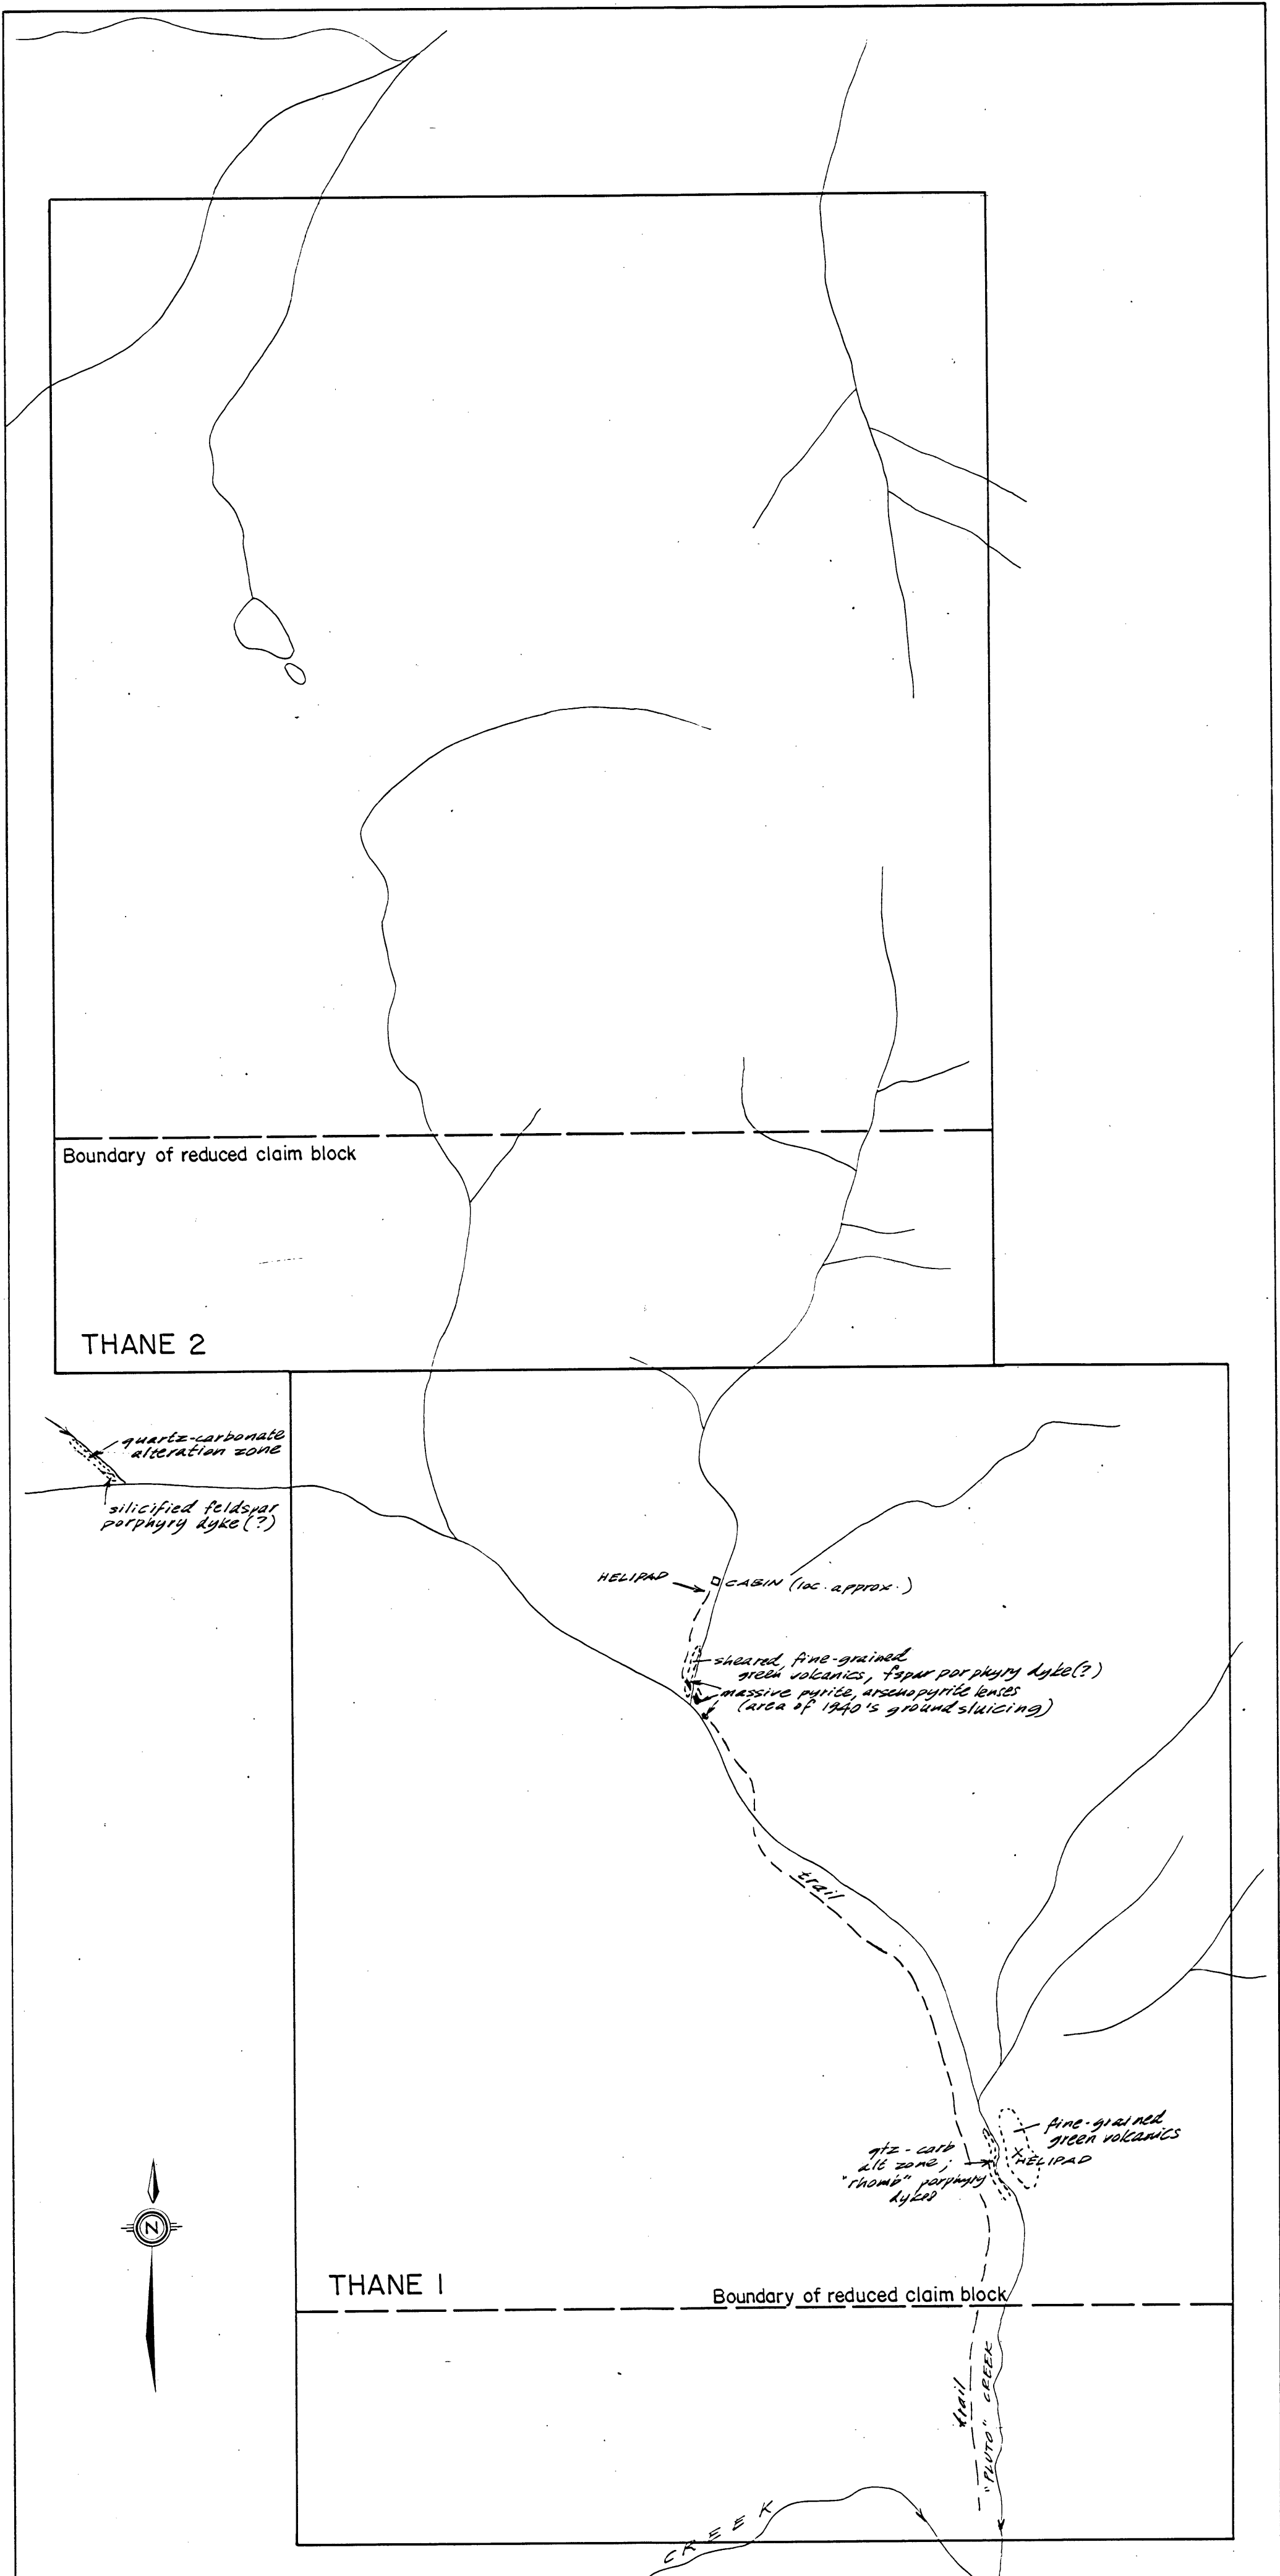 Boundary of reduced claim block
THANE 2
quartz-carbonate
alteration zone
silicified feldspar
porphyry dyke (?)
HELIPAD
CABIN (loc. approx.)
sheared, fine-grained
green volcanics, fspar porphyry dyke (?)
massive pyrite, arsenopyrite lenses
(area of 1940's ground sluicing)
trail
fine-grained
green volcanics
X HELIPAD
qtz-carb
alt zone;
"rhomb" porphyry
dykes
N
THANE 1
Boundary of reduced claim block
trail
"PLUTO" CREEK
CREEK